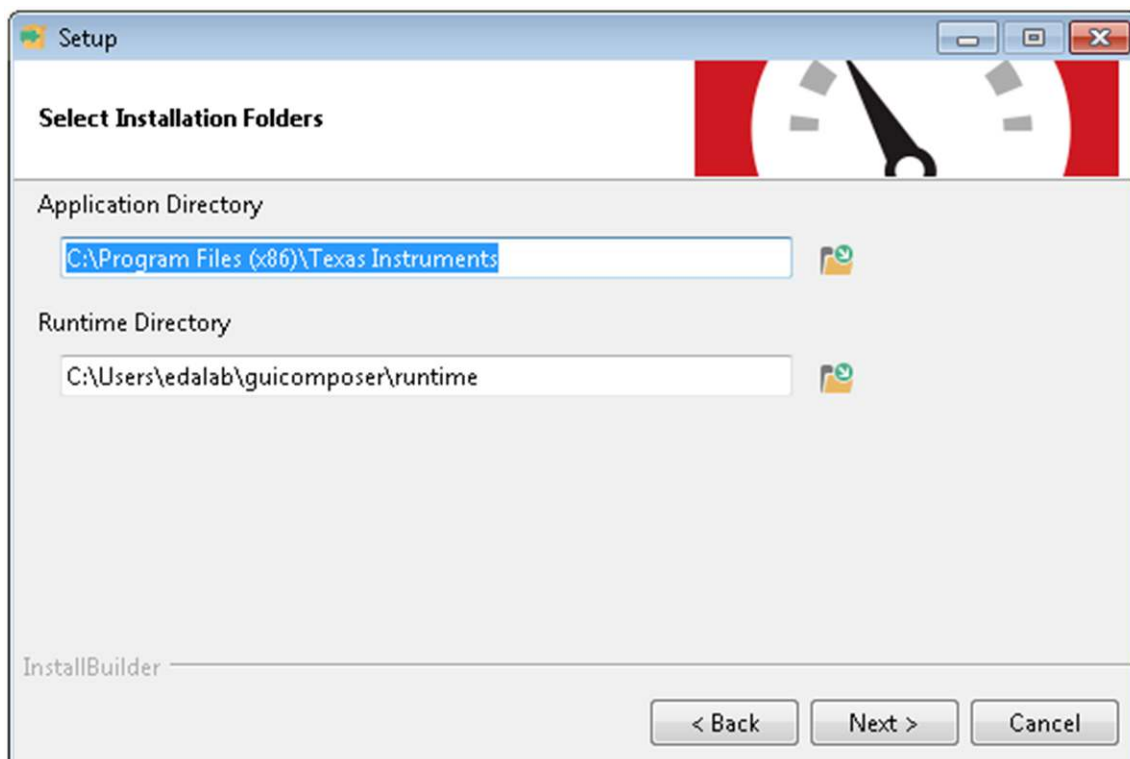 Setup
Select Installation Folders
Application Directory
C:\Program Files (x86)\Texas Instruments
Runtime Directory
C:\Users\edalab\guicomposer\runtime
InstallBuilder
< Back
Next >
Cancel